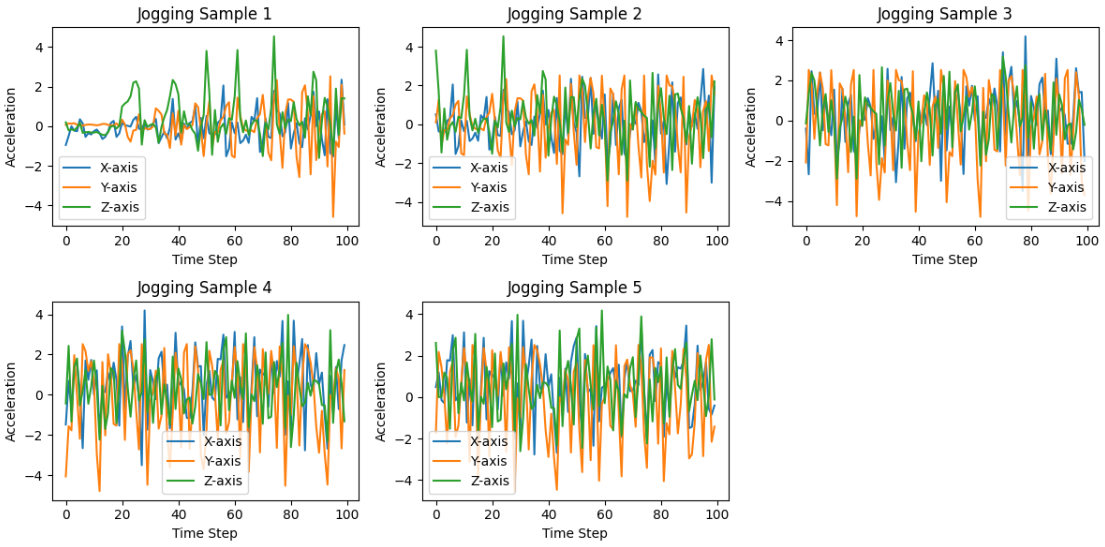 Jogging Sample 1
Acceleration
4
2
0
−2
−4
X-axis
Y-axis
Z-axis
0 20 40 60 80 100
Time Step
Jogging Sample 2
Acceleration
4
2
0
−2
−4
X-axis
Y-axis
Z-axis
0 20 40 60 80 100
Time Step
Jogging Sample 3
Acceleration
4
2
0
−2
−4
X-axis
Y-axis
Z-axis
0 20 40 60 80 100
Time Step
Jogging Sample 4
Acceleration
4
2
0
−2
−4
X-axis
Y-axis
Z-axis
0 20 40 60 80 100
Time Step
Jogging Sample 5
Acceleration
4
2
0
−2
−4
X-axis
Y-axis
Z-axis
0 20 40 60 80 100
Time Step